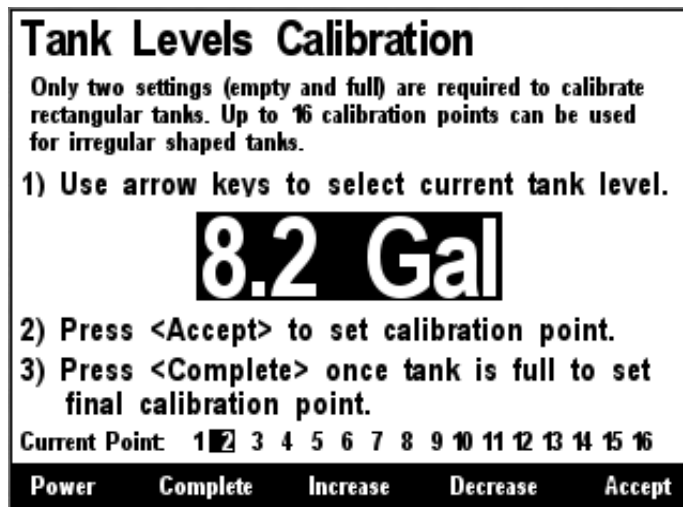 Tank Levels Calibration
Only two settings (empty and full) are required to calibrate
rectangular tanks. Up to 16 calibration points can be used
for irregular shaped tanks.
1) Use arrow keys to select current tank level.
8.2 Gal
2) Press <Accept> to set calibration point.
3) Press <Complete> once tank is full to set
final calibration point.
Current Point: 1 2 3 4 5 6 7 8 9 10 11 12 13 14 15 16
Power Complete Increase Decrease Accept